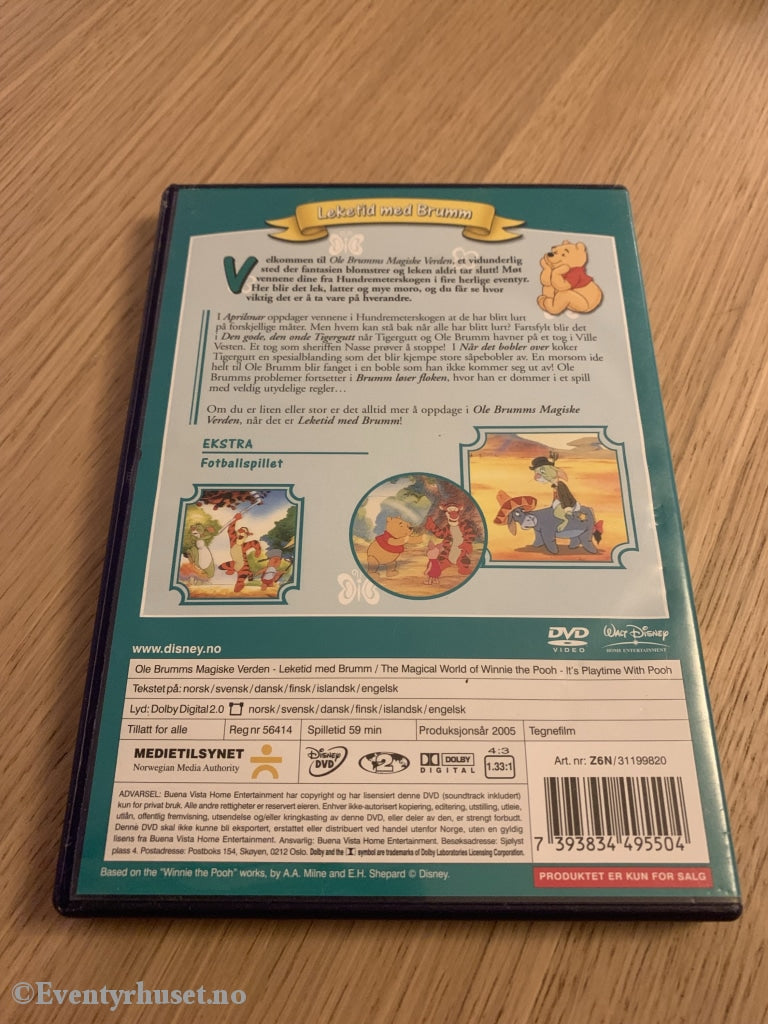 Leketid med Brumm
Velkommen til Ole Brumms Magiske Verden, et vidunderlig
sted der fantasien blomstrer og leken aldri tar slutt! Møt
vennene dine fra Hundremeterskogen i fire herlige eventyr.
Her blir det lek, latter og mye moro, og du får se hvor
viktig det er å ta vare på hverandre.
I Aprilsnar oppdager vennene i Hundremeterskogen at de har blitt lurt
på forskjellige måter. Men hvem kan stå bak når alle har blitt lurt? Fartsfylt blir det
i Den gode, den onde Tigergutt når Tigergutt og Ole Brumm havner på et tog i Ville
Vesten. Et tog som sheriffen Nasse prøver å stoppe! I Når det bobler over koker
Tigergutt en spesialblanding som det blir kjempe store såpebobler av. En morsom ide
helt til Ole Brumm blir fanget i en boble som han ikke kommer seg ut av! Ole
Brumms problemer fortsetter i Brumm løser floken, hvor han er dommer i et spill
med veldig utydelige regler...
Om du er liten eller stor er det alltid mer å oppdage i Ole Brumms Magiske
Verden, når det er Leketid med Brumm!
EKSTRA
Fotballspillet
www.disney.no
DVD VIDEO
Walt Disney HOME ENTERTAINMENT
Ole Brumms Magiske Verden - Leketid med Brumm / The Magical World of Winnie the Pooh - It's Playtime With Pooh
Tekstet på: norsk/svensk/dansk/finsk/islandsk/engelsk
Lyd: Dolby Digital 2.0 norsk/svensk/dansk/finsk/islandsk/engelsk
Tillatt for alle Reg nr 56414 Spilletid 59 min Produksjonsår 2005 Tegnefilm
MEDIETILSYNET
Norwegian Media Authority
Disney DVD
2
DOLBY DIGITAL
4:3
1.33:1
Art. nr: Z6N/31199820
ADVARSEL: Buena Vista Home Entertainment har copyright og har lisensiert denne DVD (soundtrack inkludert)
kun for privat bruk. Alle andre rettigheter er reservert eieren. Enhver ikke-autorisert kopiering, editering, utstilling, utleie,
utlån, offentlig fremvisning, utsendelse og/eller kringkasting av denne DVD, eller deler av den, er strengt forbudt.
Denne DVD skal ikke kunne bli eksportert, erstattet eller distribuert ved handel utenfor Norge, uten en gyldig
lisens fra Buena Vista Home Entertainment. Ansvarlig: Buena Vista Home Entertainment. Besøksadresse: Sjølyst
plass 4. Postadresse: Postboks 154, Skøyen, 0212 Oslo. Dolby and the symbol are trademarks of Dolby Laboratories Licensing Corporation.
7 393834 495504
Based on the "Winnie the Pooh" works, by A.A. Milne and E.H. Shepard © Disney.
PRODUKTET ER KUN FOR SALG
©Eventyrhuset.no